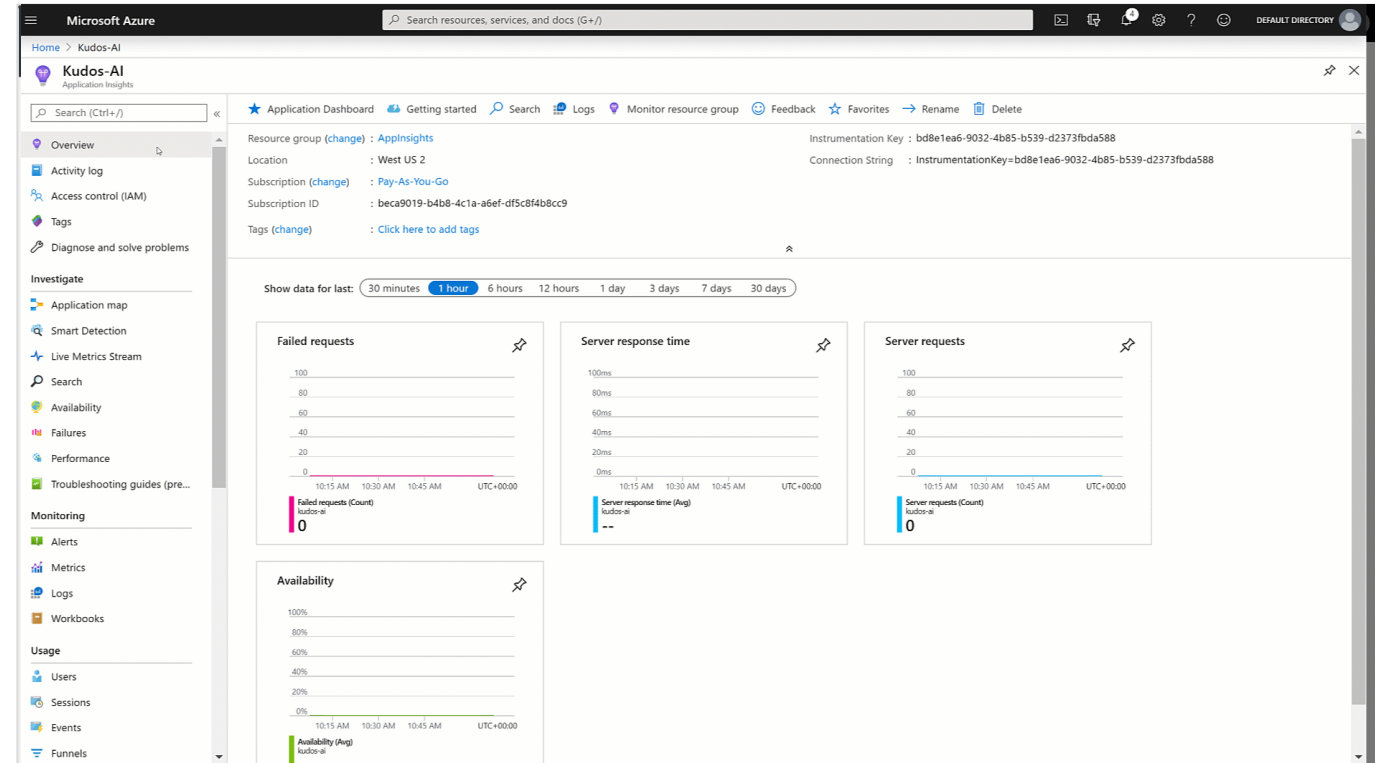 Microsoft Azure
Search resources, services, and docs (G+/)
4
DEFAULT DIRECTORY
Home > Kudos-AI
Kudos-AI
Application Insights
Search (Ctrl+/)
«
Overview
Activity log
Access control (IAM)
Tags
Diagnose and solve problems
Investigate
Application map
Smart Detection
Live Metrics Stream
Search
Availability
Failures
Performance
Troubleshooting guides (pre...
Monitoring
Alerts
Metrics
Logs
Workbooks
Usage
Users
Sessions
Events
Funnels
Application Dashboard Getting started Search Logs Monitor resource group Feedback Favorites Rename Delete
Resource group (change) : AppInsights
Location : West US 2
Subscription (change) : Pay-As-You-Go
Subscription ID : beca9019-b4b8-4c1a-a6ef-df5c8f4b8cc9
Tags (change) : Click here to add tags
Instrumentation Key : bd8e1ea6-9032-4b85-b539-d2373fbda588
Connection String : InstrumentationKey=bd8e1ea6-9032-4b85-b539-d2373fbda588
Show data for last: 30 minutes 1 hour 6 hours 12 hours 1 day 3 days 7 days 30 days
Failed requests
100
80
60
40
20
0
10:15 AM 10:30 AM 10:45 AM UTC+00:00
Failed requests (Count)
kudos-ai
0
Server response time
100ms
80ms
60ms
40ms
20ms
0ms
10:15 AM 10:30 AM 10:45 AM UTC+00:00
Server response time (Avg)
kudos-ai
--
Server requests
100
80
60
40
20
0
10:15 AM 10:30 AM 10:45 AM UTC+00:00
Server requests (Count)
kudos-ai
0
Availability
100%
80%
60%
40%
20%
0%
10:15 AM 10:30 AM 10:45 AM UTC+00:00
Availability (Avg)
kudos-ai